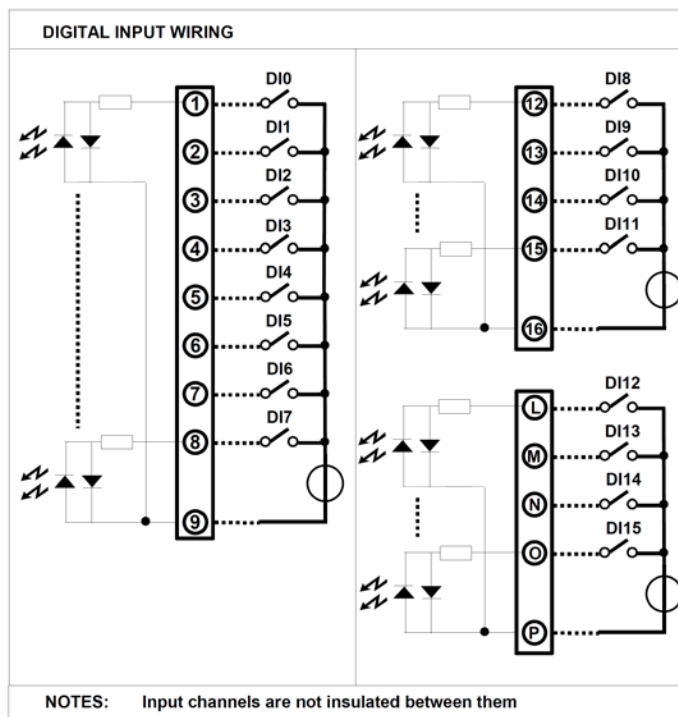 DIGITAL INPUT WIRING
DI0
1
DI1
2
DI2
3
DI3
4
DI4
5
DI5
6
DI6
7
DI7
8
9
DI8
12
DI9
13
DI10
14
DI11
15
16
DI12
L
DI13
M
DI14
N
DI15
O
P
NOTES: Input channels are not insulated between them